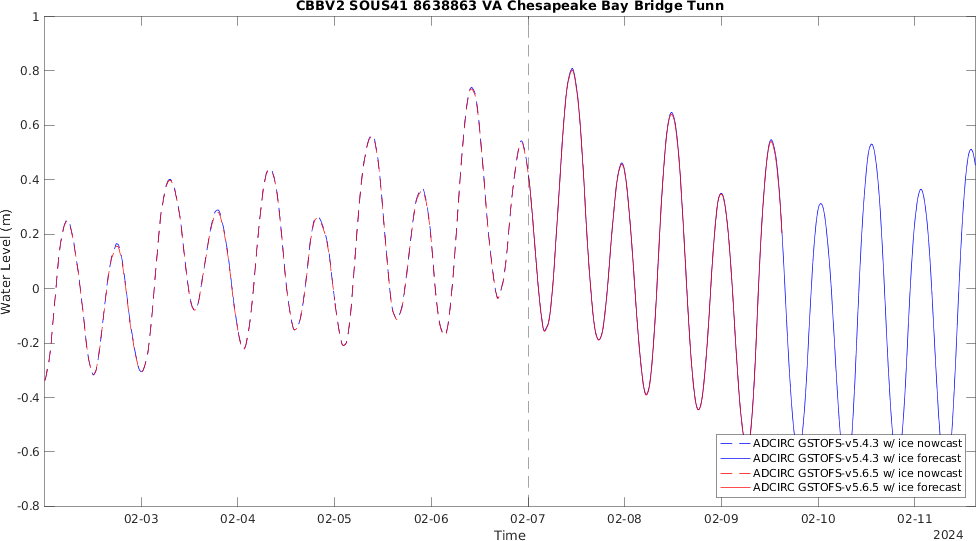 CBBV2 SOUS41 8638863 VA Chesapeake Bay Bridge Tunn
Water Level (m)
1
0.8
0.6
0.4
0.2
0
-0.2
-0.4
-0.6
-0.8
ADCIRC GSTOFS-v5.4.3 w/ ice nowcast
ADCIRC GSTOFS-v5.4.3 w/ ice forecast
ADCIRC GSTOFS-v5.6.5 w/ ice nowcast
ADCIRC GSTOFS-v5.6.5 w/ ice forecast
02-03 02-04 02-05 02-06 02-07 02-08 02-09 02-10 02-11
Time
2024